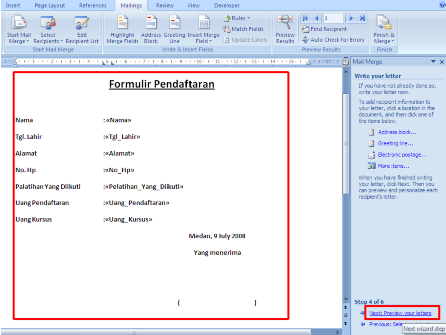 Insert Page Layout References Mailings Review View Developer
Start Mail Merge Select Recipients Edit Recipient List
Start Mail Merge
Highlight Merge Fields Address Block Greeting Line Insert Merge Field
Rules
Match Fields
Update Labels
Write & Insert Fields
Preview Results
1
Find Recipient
Auto Check for Errors
Preview Results
Finish & Merge
Finish
Formulir Pendaftaran
Nama :«Nama»
Tgl. Lahir :«Tgl_Lahir»
Alamat :«Alamat»
No. Hp :«No_Hp»
Palatihan Yang Diikuti :«Pelatihan_Yang_Diikuti»
Uang Pendaftaran :«Uang_Pendaftaran»
Uang Kursus :«Uang_Kursus»
Medan, 9 July 2008
Yang menerima
( )
Mail Merge
Write your letter
If you have not already done so,
write your letter now.
To add recipient information to
your letter, click a location in the
document, and then click one of
the items below.
Address block...
Greeting line...
Electronic postage...
More items...
When you have finished writing
your letter, click Next. Then you
can preview and personalize each
recipient's letter.
Step 4 of 6
Next: Preview your letters
Previous:
Next wizard step